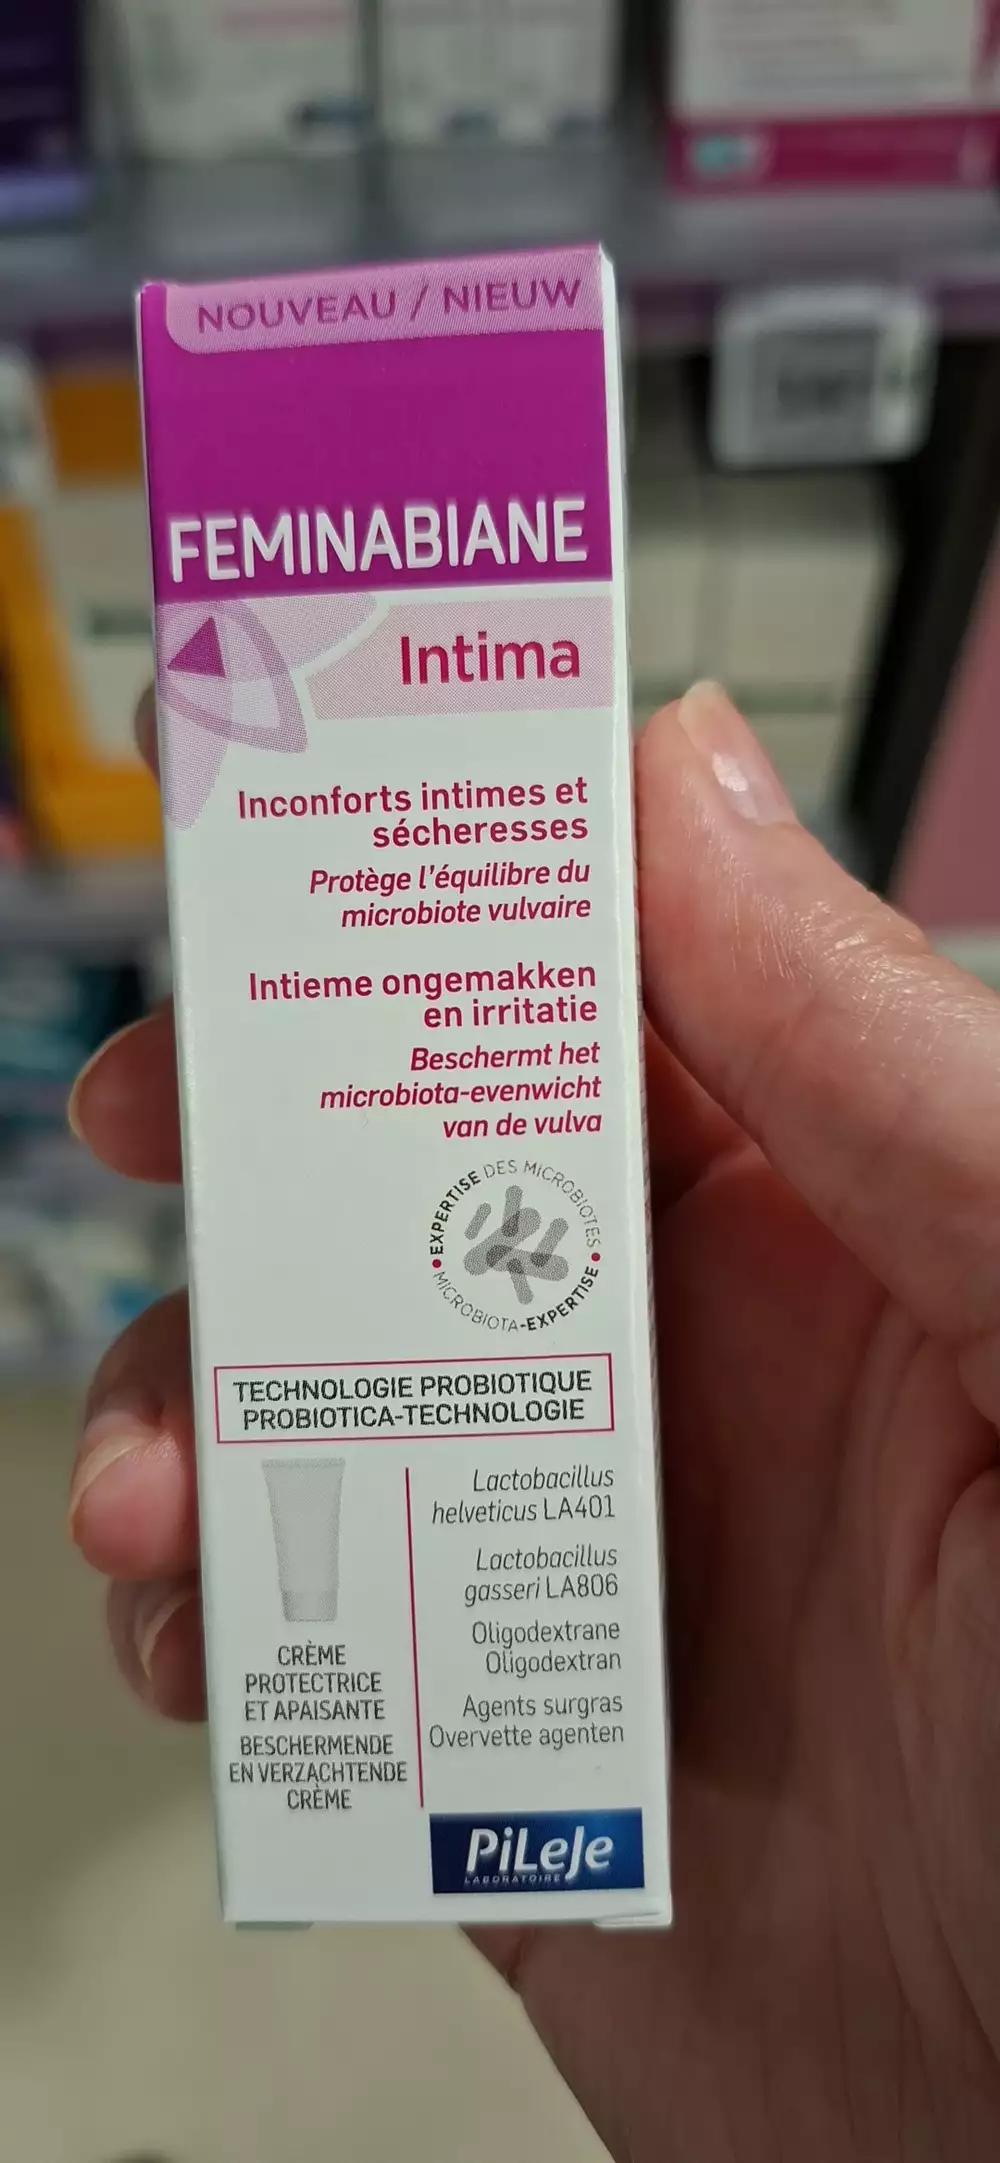 NOUVEAU / NIEUW
FEMINABIANE
Intima
Inconforts intimes et
sécheresses
Protège l'équilibre du
microbiote vulvaire
Intieme ongemakken
en irritatie
Beschermt het
microbiota-evenwicht
van de vulva
• EXPERTISE DES MICROBIOTES •
MICROBIOTA-EXPERTISE
TECHNOLOGIE PROBIOTIQUE
PROBIOTICA-TECHNOLOGIE
CRÈME
PROTECTRICE
ET APAISANTE
BESCHERMENDE
EN VERZACHTENDE
CRÈME
Lactobacillus
helveticus LA401
Lactobacillus
gasseri LA806
Oligodextrane
Oligodextran
Agents surgras
Overvette agenten
PiLeJe
LABORATOIRE